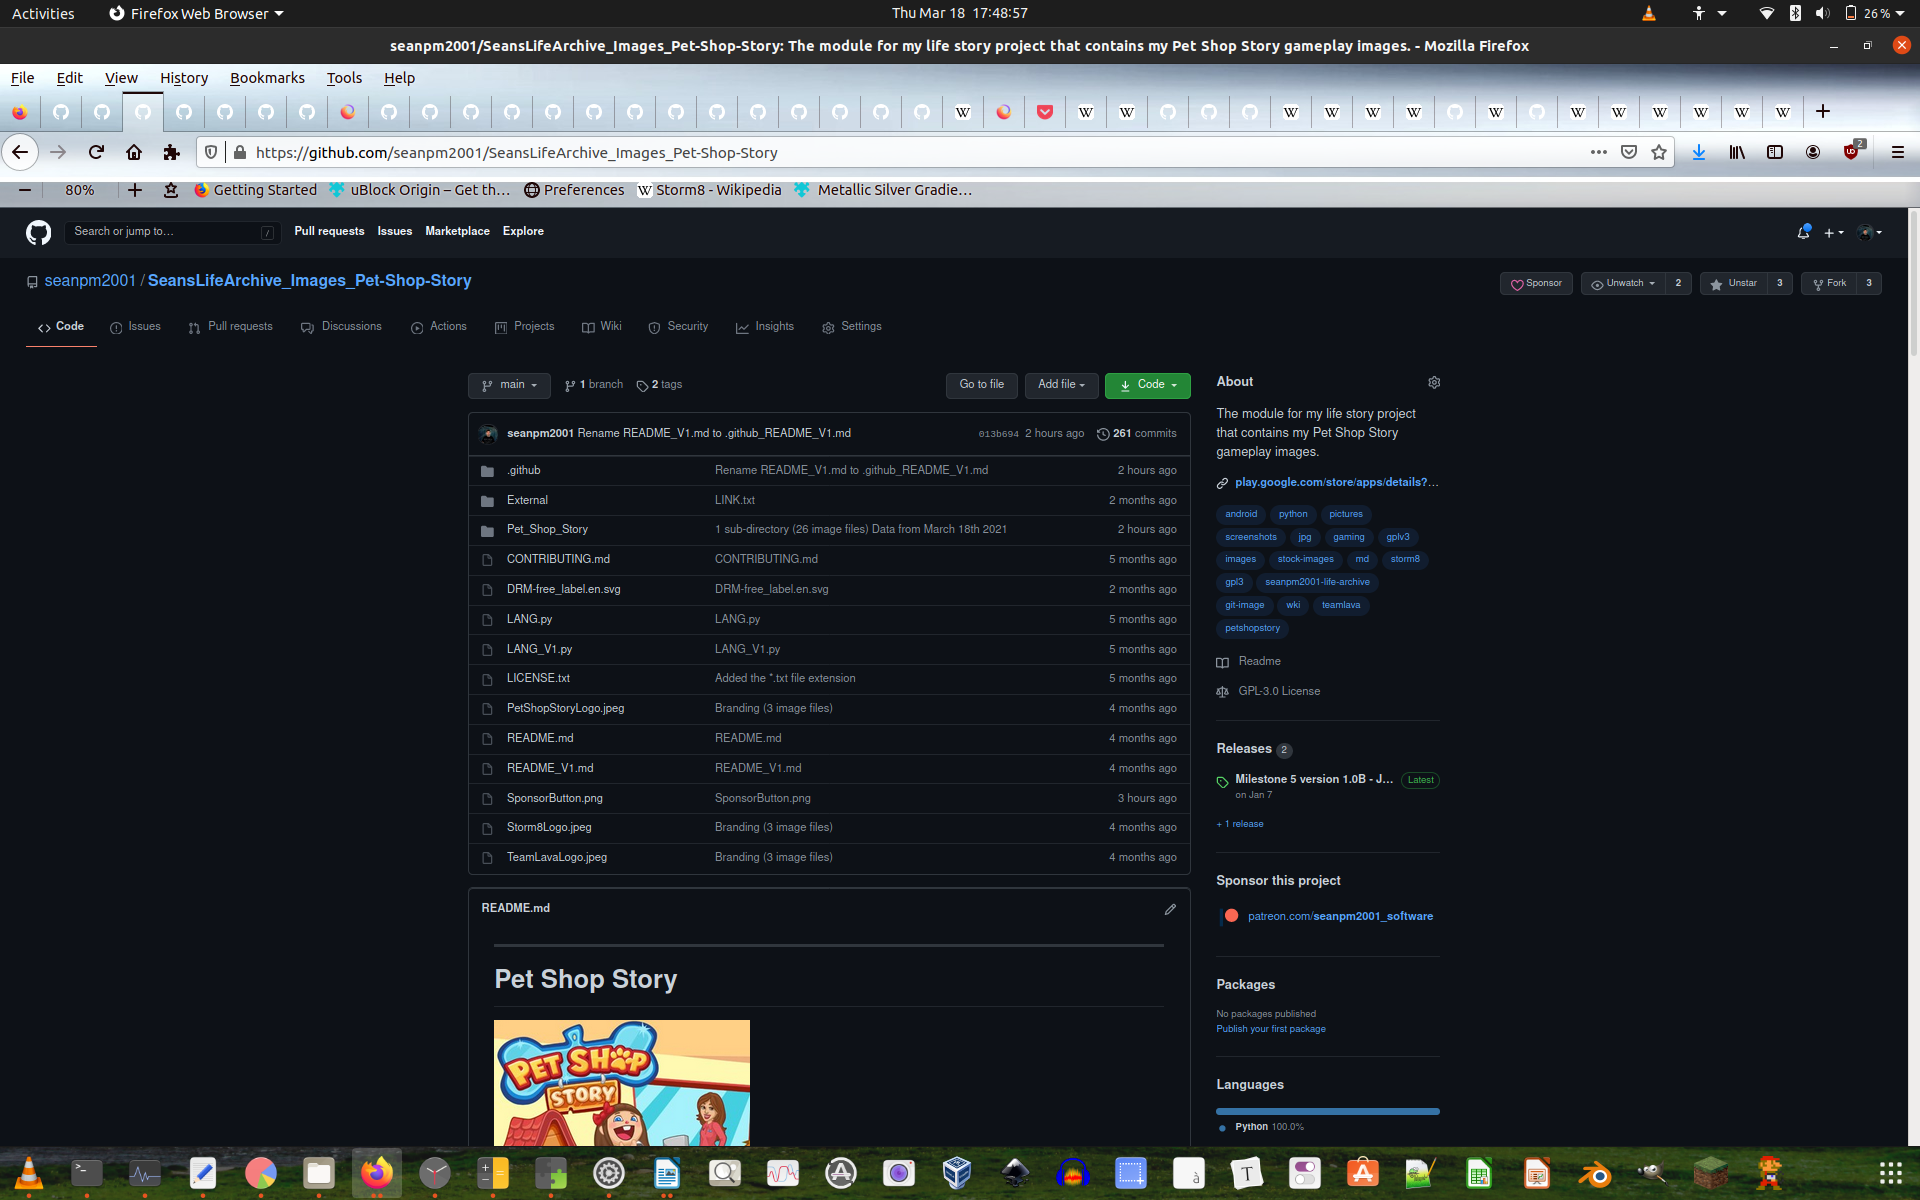 Activities
Firefox Web Browser
Thu Mar 18  17:48:57
26 %
seanpm2001/SeansLifeArchive_Images_Pet-Shop-Story: The module for my life story project that contains my Pet Shop Story gameplay images. - Mozilla Firefox
File Edit View History Bookmarks Tools Help
https://github.com/seanpm2001/SeansLifeArchive_Images_Pet-Shop-Story
2
80%
Getting Started
uBlock Origin – Get th…
Preferences
Storm8 - Wikipedia
Metallic Silver Gradie…
Search or jump to…
/
Pull requests Issues Marketplace Explore
seanpm2001 / SeansLifeArchive_Images_Pet-Shop-Story
Sponsor
Unwatch 2
Unstar 3
Fork 3
Code Issues Pull requests Discussions Actions Projects Wiki Security Insights Settings
main
1 branch
2 tags
Go to file
Add file
Code
seanpm2001 Rename README_V1.md to .github_README_V1.md 013b694 2 hours ago 261 commits
.github Rename README_V1.md to .github_README_V1.md 2 hours ago
External LINK.txt 2 months ago
Pet_Shop_Story 1 sub-directory (26 image files) Data from March 18th 2021 2 hours ago
CONTRIBUTING.md CONTRIBUTING.md 5 months ago
DRM-free_label.en.svg DRM-free_label.en.svg 2 months ago
LANG.py LANG.py 5 months ago
LANG_V1.py LANG_V1.py 5 months ago
LICENSE.txt Added the *.txt file extension 5 months ago
PetShopStoryLogo.jpeg Branding (3 image files) 4 months ago
README.md README.md 4 months ago
README_V1.md README_V1.md 4 months ago
SponsorButton.png SponsorButton.png 3 hours ago
Storm8Logo.jpeg Branding (3 image files) 4 months ago
TeamLavaLogo.jpeg Branding (3 image files) 4 months ago
README.md
Pet Shop Story
PET SHOP
STORY
About
The module for my life story project
that contains my Pet Shop Story
gameplay images.
play.google.com/store/apps/details?…
android python pictures
screenshots jpg gaming gplv3
images stock-images md storm8
gpl3 seanpm2001-life-archive
git-image wki teamlava
petshopstory
Readme
GPL-3.0 License
Releases 2
Milestone 5 version 1.0B - J… Latest
on Jan 7
+ 1 release
Sponsor this project
patreon.com/seanpm2001_software
Packages
No packages published
Publish your first package
Languages
Python 100.0%